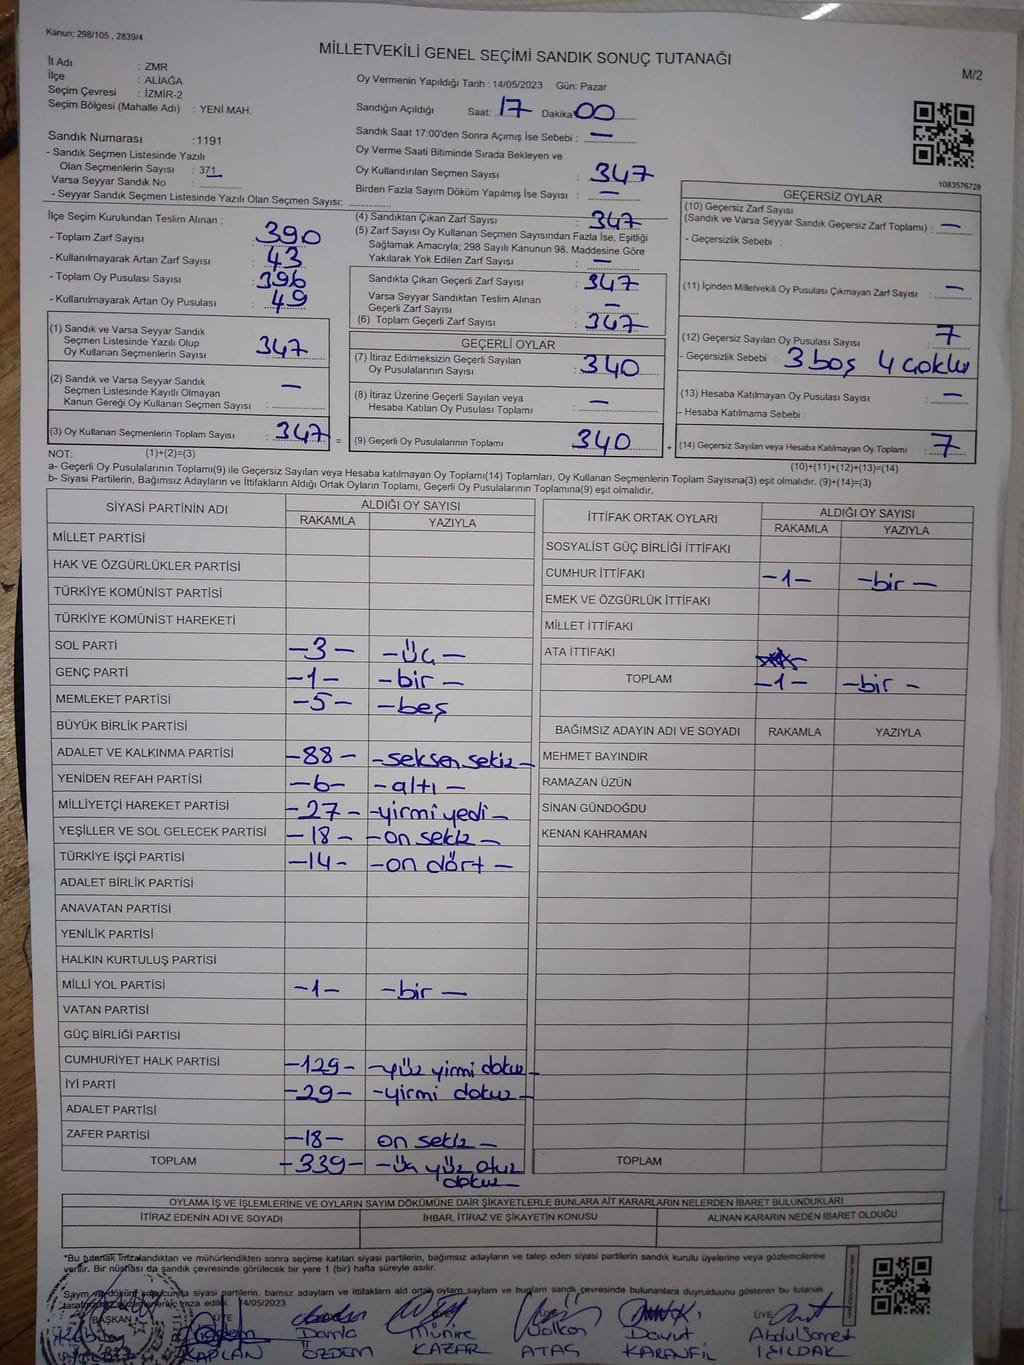 Kanun: 298/105 , 2839/4
MİLLETVEKİLİ GENEL SEÇİMİ SANDIK SONUÇ TUTANAĞI
M/2
İl Adı : ZMR
İlçe : ALİAĞA
Seçim Çevresi : İZMİR-2
Seçim Bölgesi (Mahalle Adı) : YENİ MAH.
Sandık Numarası :1191
- Sandık Seçmen Listesinde Yazılı
Olan Seçmenlerin Sayısı : 371
Varsa Seyyar Sandık No :
- Seyyar Sandık Seçmen Listesinde Yazılı Olan Seçmen Sayısı:
Oy Vermenin Yapıldığı Tarih : 14/05/2023 Gün: Pazar
Sandığın Açıldığı Saat: 17 Dakika 00
Sandık Saat 17:00'den Sonra Açımış İse Sebebi : —
Oy Verme Saati Bitiminde Sırada Bekleyen ve
Oy Kullandırılan Seçmen Sayısı : 347
Birden Fazla Sayım Döküm Yapılmış İse Sayısı : —
1083576728
İlçe Seçim Kurulundan Teslim Alınan ;
- Toplam Zarf Sayısı : 390
- Kullanılmayarak Artan Zarf Sayısı : 43
- Toplam Oy Pusulası Sayısı : 396
- Kullanılmayarak Artan Oy Pusulası : 49
(1) Sandık ve Varsa Seyyar Sandık
Seçmen Listesinde Yazılı Olup
Oy Kullanan Seçmenlerin Sayısı : 347
(2) Sandık ve Varsa Seyyar Sandık
Seçmen Listesinde Kayıtlı Olmayan
Kanun Gereği Oy Kullanan Seçmen Sayısı : —
(3) Oy Kullanan Seçmenlerin Toplam Sayısı : 347 =
(4) Sandıktan Çıkan Zarf Sayısı : 347
(5) Zarf Sayısı Oy Kullanan Seçmen Sayısından Fazla İse, Eşitliği
Sağlamak Amacıyla; 298 Sayılı Kanunun 98. Maddesine Göre
Yakılarak Yok Edilen Zarf Sayısı : —
Sandıkta Çıkan Geçerli Zarf Sayısı : 347
Varsa Seyyar Sandıktan Teslim Alınan
Geçerli Zarf Sayısı : —
(6) Toplam Geçerli Zarf Sayısı : 347
GEÇERLİ OYLAR
(7) İtiraz Edilmeksizin Geçerli Sayılan
Oy Pusulalarının Sayısı : 340
(8) İtiraz Üzerine Geçerli Sayılan veya
Hesaba Katılan Oy Pusulası Toplamı : —
(9) Geçerli Oy Pusulalarının Toplamı : 340 +
GEÇERSİZ OYLAR
(10) Geçersiz Zarf Sayısı
(Sandık ve Varsa Seyyar Sandık Geçersiz Zarf Toplamı) : —
- Geçersizlik Sebebi :
(11) İçinden Milletvekili Oy Pusulası Çıkmayan Zarf Sayısı : —
(12) Geçersiz Sayılan Oy Pusulası Sayısı : 7
- Geçersizlik Sebebi : 3 boş 4 çoklu
(13) Hesaba Katılmayan Oy Pusulası Sayısı : —
- Hesaba Katılmama Sebebi :
(14) Geçersiz Sayılan veya Hesaba Katılmayan Oy Toplamı : 7
NOT: (1)+(2)=(3)
(10)+(11)+(12)+(13)=(14)
a- Geçerli Oy Pusulalarının Toplamı(9) ile Geçersiz Sayılan veya Hesaba katılmayan Oy Toplamı(14) Toplamları, Oy Kullanan Seçmenlerin Toplam Sayısına(3) eşit olmalıdır. (9)+(14)=(3)
b- Siyasi Partilerin, Bağımsız Adayların ve İttifakların Aldığı Ortak Oyların Toplamı, Geçerli Oy Pusulalarının Toplamına(9) eşit olmalıdır.
SİYASİ PARTİNİN ADI ALDIĞI OY SAYISI
RAKAMLA YAZIYLA
MİLLET PARTİSİ
HAK VE ÖZGÜRLÜKLER PARTİSİ
TÜRKİYE KOMÜNİST PARTİSİ
TÜRKİYE KOMÜNİST HAREKETİ
SOL PARTİ -3- -üç-
GENÇ PARTİ -1- -bir-
MEMLEKET PARTİSİ -5- -beş
BÜYÜK BİRLİK PARTİSİ
ADALET VE KALKINMA PARTİSİ -88- -seksen sekiz-
YENİDEN REFAH PARTİSİ -6- -altı-
MİLLİYETÇİ HAREKET PARTİSİ -27- -yirmi yedi-
YEŞİLLER VE SOL GELECEK PARTİSİ -18- -on sekiz-
TÜRKİYE İŞÇİ PARTİSİ -14- -on dört-
ADALET BİRLİK PARTİSİ
ANAVATAN PARTİSİ
YENİLİK PARTİSİ
HALKIN KURTULUŞ PARTİSİ
MİLLİ YOL PARTİSİ -1- -bir-
VATAN PARTİSİ
GÜÇ BİRLİĞİ PARTİSİ
CUMHURİYET HALK PARTİSİ -129- -yüz yirmi dokuz-
İYİ PARTİ -29- -yirmi dokuz-
ADALET PARTİSİ
ZAFER PARTİSİ -18- on sekiz-
TOPLAM -339- -üç yüz otuz
dokuz-
İTTİFAK ORTAK OYLARI ALDIĞI OY SAYISI
RAKAMLA YAZIYLA
SOSYALİST GÜÇ BİRLİĞİ İTTİFAKI
CUMHUR İTTİFAKI -1- -bir-
EMEK VE ÖZGÜRLÜK İTTİFAKI
MİLLET İTTİFAKI
ATA İTTİFAKI
TOPLAM -1- -bir-
BAĞIMSIZ ADAYIN ADI VE SOYADI RAKAMLA YAZIYLA
MEHMET BAYINDIR
RAMAZAN ÜZÜN
SİNAN GÜNDOĞDU
KENAN KAHRAMAN
TOPLAM
OYLAMA İŞ VE İŞLEMLERİNE VE OYLARIN SAYIM DÖKÜMÜNE DAİR ŞİKAYETLERLE BUNLARA AİT KARARLARIN NELERDEN İBARET BULUNDUKLARI
İTİRAZ EDENİN ADI VE SOYADI İHBAR, İTİRAZ VE ŞİKAYETİN KONUSU ALINAN KARARIN NEDEN İBARET OLDUĞU
*Bu tutanak imzalandıktan ve mühürlendikten sonra seçime katılan siyasi partilerin, bağımsız adayların ve talep eden siyasi partilerin sandık kurulu üyelerine veya gözlemcilerine
verilir. Bir nüshası da sandık çevresinde görülecek bir yere 1 (bir) hafta süreyle asılır.
Sayım ve döküm sonucunda siyasi partilerin, bağımsız adayların ve ittifakların aldığı ortak oyların sayıları ve bunların sandık çevresinde bulunanlara duyrulduunu gösteren bu tutanak
tarafımızdan düzenlenerek imza edildi. 14/05/2023
BAŞKAN ÜYE ÜYE
Damla Münire Volkan Davut AbdulSamet
KAPLAN ÖZDEM KAZAR ATAŞ KARANFİL IŞILDAK